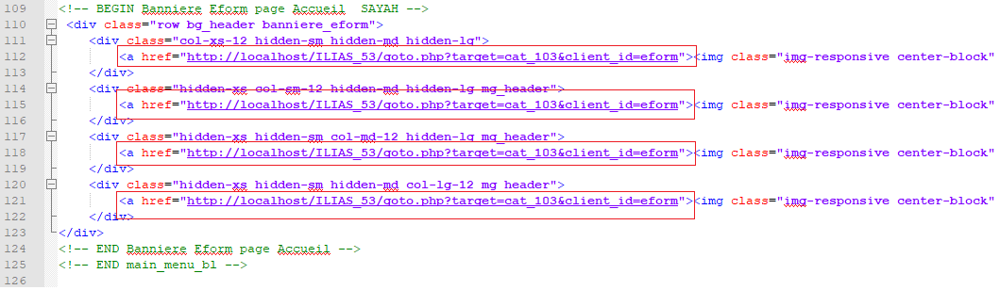 109 <!-- BEGIN Banniere Eform page Accueil  SAYAH -->
110 <div class="row bg_header banniere_eform">
111 <div class="col-xs-12 hidden-sm hidden-md hidden-lg">
112 <a href="http://localhost/ILIAS_53/goto.php?target=cat_103&client_id=eform"><img class="img-responsive center-block"
113 </div>
114 <div class="hidden-xs col-sm-12 hidden-md hidden-lg mg_header">
115 <a href="http://localhost/ILIAS_53/goto.php?target=cat_103&client_id=eform"><img class="img-responsive center-block"
116 </div>
117 <div class="hidden-xs hidden-sm col-md-12 hidden-lg mg_header">
118 <a href="http://localhost/ILIAS_53/goto.php?target=cat_103&client_id=eform"><img class="img-responsive center-block"
119 </div>
120 <div class="hidden-xs hidden-sm hidden-md col-lg-12 mg_header">
121 <a href="http://localhost/ILIAS_53/goto.php?target=cat_103&client_id=eform"><img class="img-responsive center-block"
122 </div>
123 </div>
124 <!-- END Banniere Eform page Accueil -->
125 <!-- END main_menu_bl -->
126